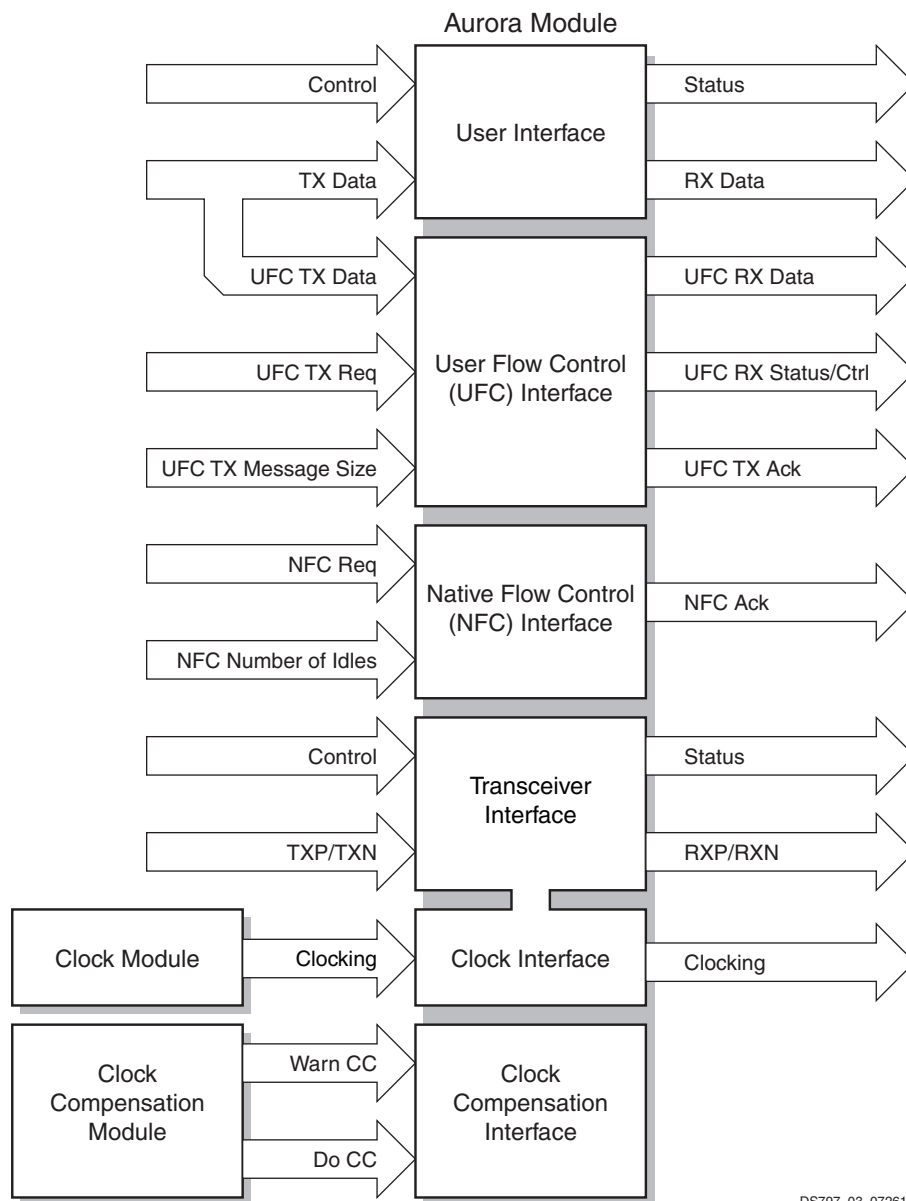 Aurora Module
Control
User Interface
Status
TX Data
RX Data
UFC TX Data
User Flow Control
(UFC) Interface
UFC RX Data
UFC TX Req
UFC RX Status/Ctrl
UFC TX Message Size
UFC TX Ack
NFC Req
Native Flow Control
(NFC) Interface
NFC Ack
NFC Number of Idles
Control
Transceiver
Interface
Status
TXP/TXN
RXP/RXN
Clock Module
Clocking
Clock Interface
Clocking
Clock
Compensation
Module
Warn CC
Do CC
Clock
Compensation
Interface